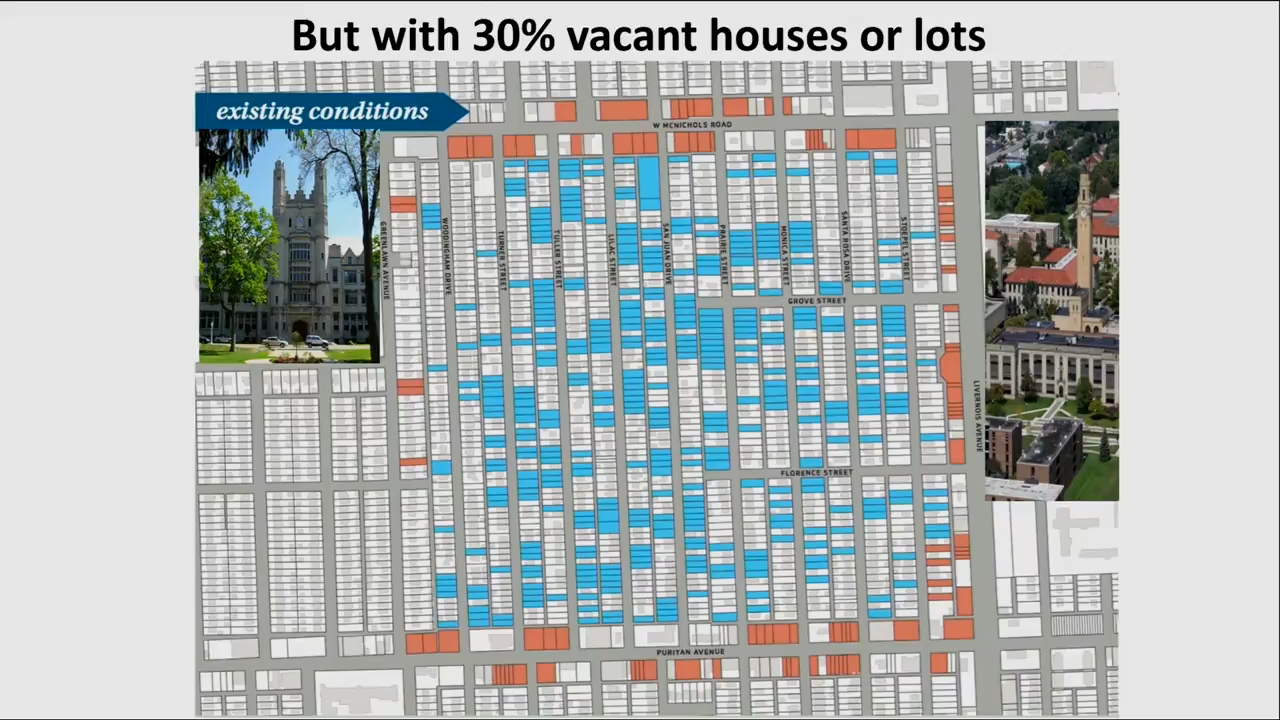 But with 30% vacant houses or lots
existing conditions
W MCNICHOLS ROAD
GREENLAWN AVENUE
WOODINGHAM DRIVE
TURNER STREET
TULLER STREET
LILAC STREET
SAN JUAN DRIVE
PRAIRIE STREET
MONICA STREET
SANTA ROSA DRIVE
STOEPEL STREET
GROVE STREET
LIVERNOIS AVENUE
FLORENCE STREET
PURITAN AVENUE